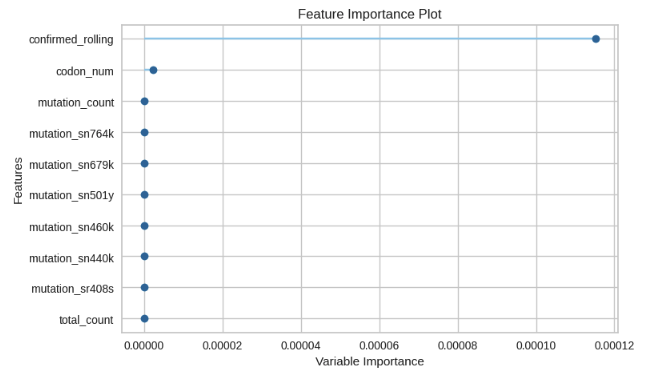 Feature Importance Plot
confirmed_rolling
codon_num
mutation_count
mutation_sn764k
mutation_sn679k
mutation_sn501y
mutation_sn460k
mutation_sn440k
mutation_sr408s
total_count
Features
0.00000 0.00002 0.00004 0.00006 0.00008 0.00010 0.00012
Variable Importance